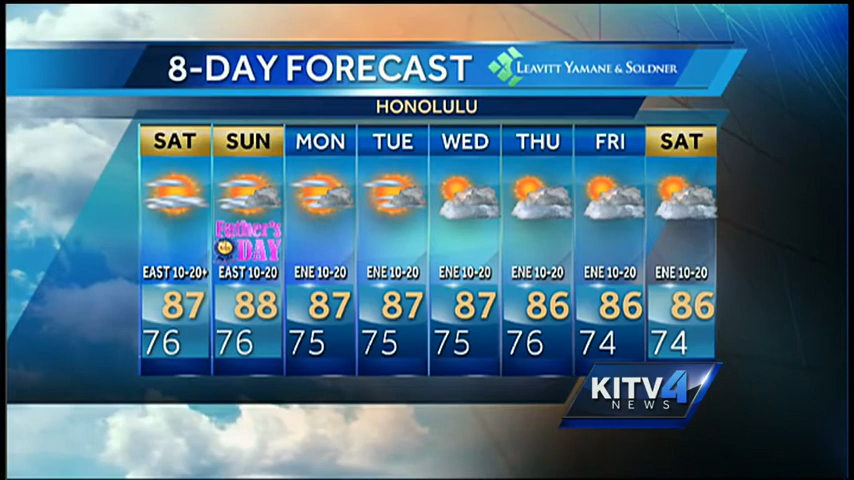 8-DAY FORECAST
LEAVITT YAMANE & SOLDNER
HONOLULU
SAT SUN MON TUE WED THU FRI SAT
Father's
DAY
EAST 10-20+ EAST 10-20 ENE 10-20 ENE 10-20 ENE 10-20 ENE 10-20 ENE 10-20 ENE 10-20
87 88 87 87 87 86 86 86
76 76 75 75 75 76 74 74
KITV4
NEWS